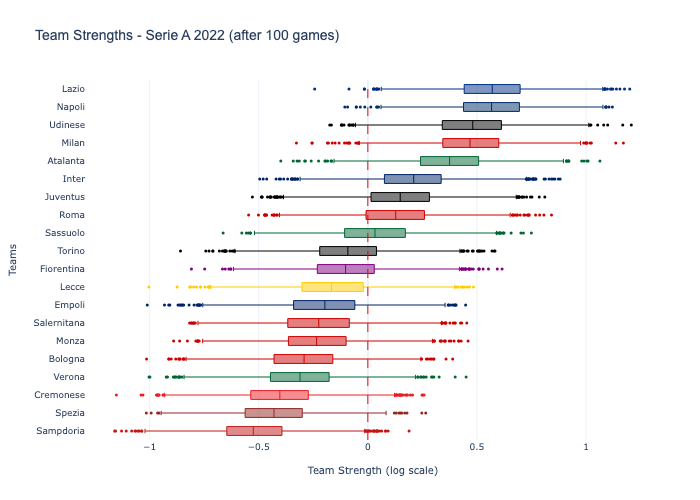 Team Strengths - Serie A 2022 (after 100 games)
Lazio
Napoli
Udinese
Milan
Atalanta
Inter
Juventus
Roma
Sassuolo
Torino
Fiorentina
Lecce
Empoli
Salernitana
Monza
Bologna
Verona
Cremonese
Spezia
Sampdoria
Teams
−1 −0.5 0 0.5 1
Team Strength (log scale)